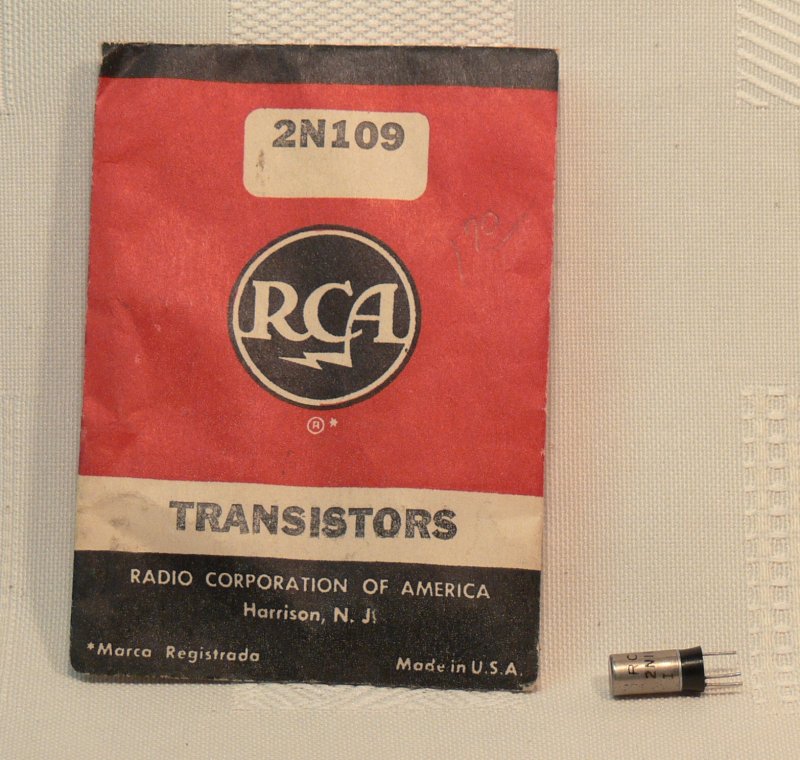 2N109
RCA
®*
TRANSISTORS
RADIO CORPORATION OF AMERICA
Harrison, N. J.
*Marca Registrada
Made in U.S.A.